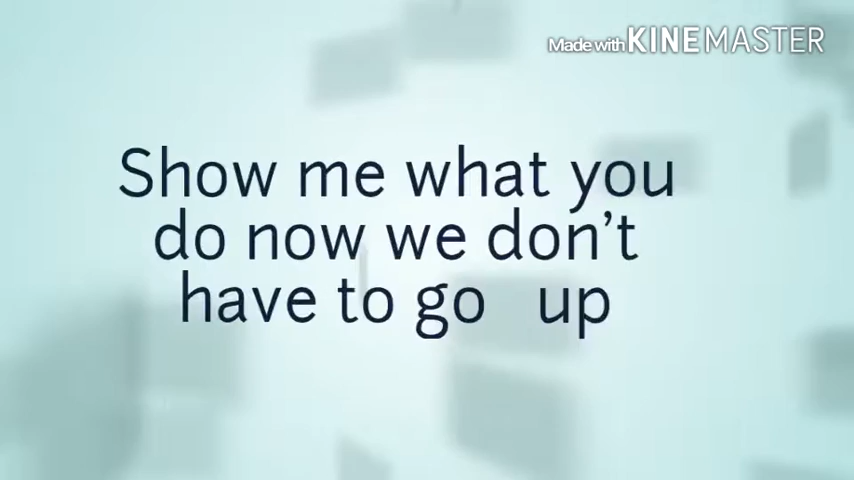 Made with KINEMASTER
Show me what you
do now we don’t
have to go up